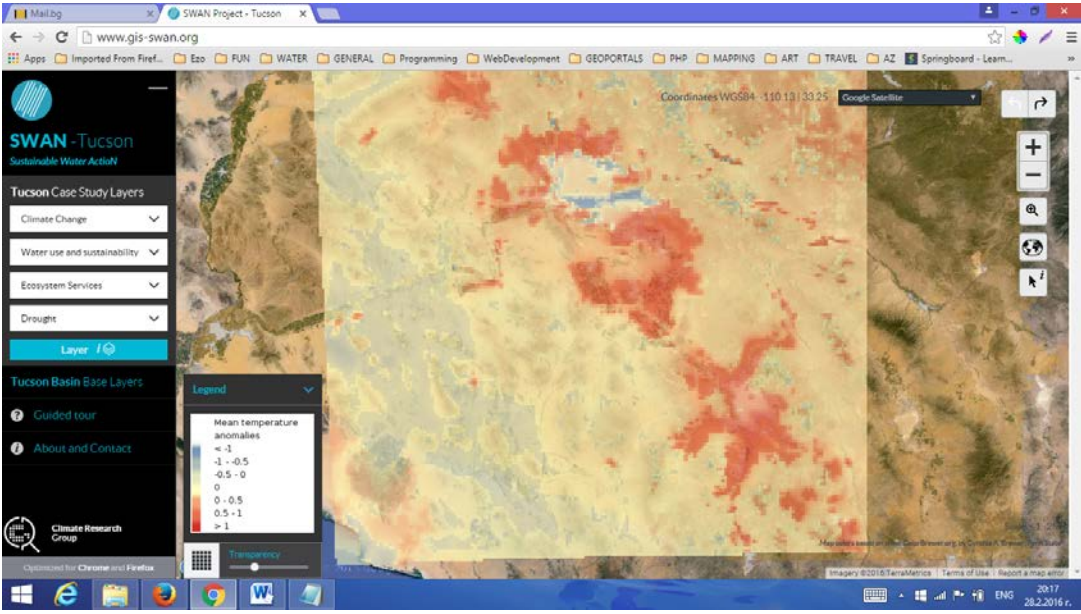 Mail.bg
SWAN Project - Tucson
www.gis-swan.org
Apps
Imported From Firef...
Ezo
FUN
WATER
GENERAL
Programming
WebDevelopment
GEOPORTALS
PHP
MAPPING
ART
TRAVEL
AZ
Springboard - Learn...
SWAN -Tucson
Sustainable Water ActioN
Tucson Case Study Layers
Climate Change
Water use and sustainability
Ecosystem Services
Drought
Layer i
Tucson Basin Base Layers
Guided tour
About and Contact
Climate Research
Group
Optimized for Chrome and Firefox
Coordinates WGS84 -110.13 | 33.25
Google Satellite
Legend
Mean temperature
anomalies
< -1
-1 - -0.5
-0.5 - 0
0
0 - 0.5
0.5 - 1
> 1
Transparency
Imagery ©2016 TerraMetrics
Terms of Use
Report a map error
ENG
20:17
28.2.2016 г.